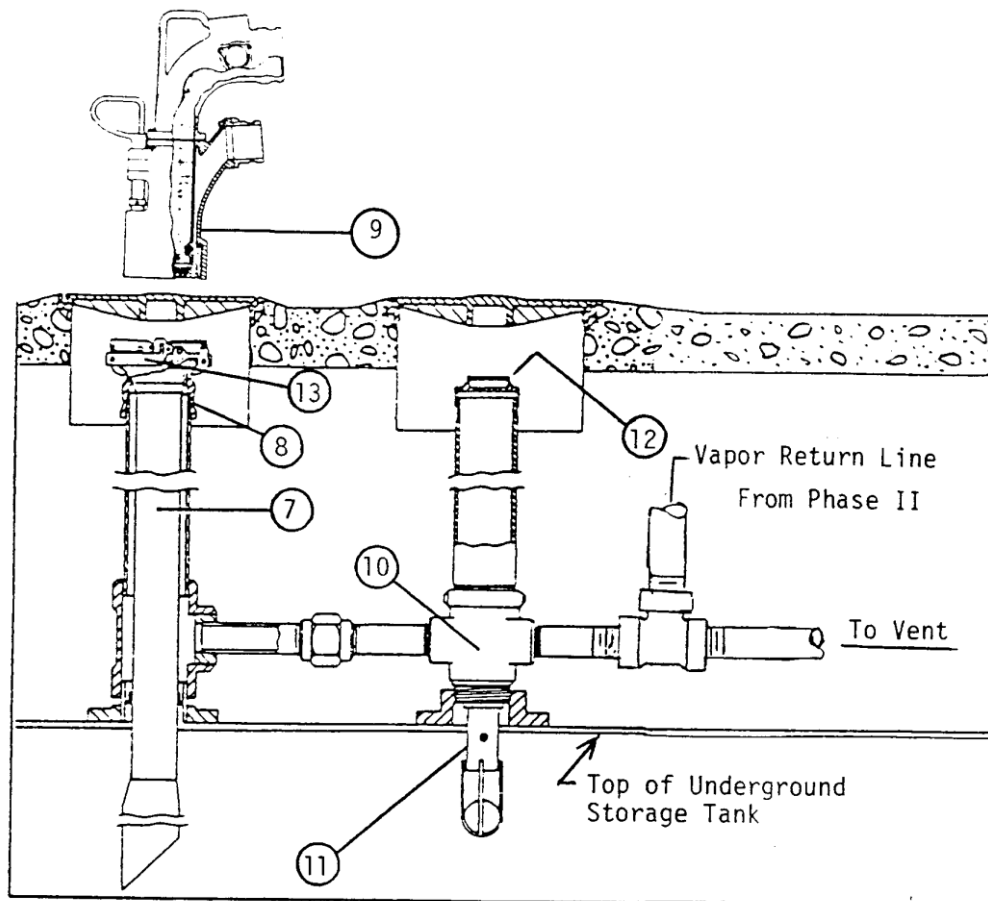 9
13
8
12
Vapor Return Line
From Phase II
7
10
To Vent
Top of Underground
Storage Tank
11